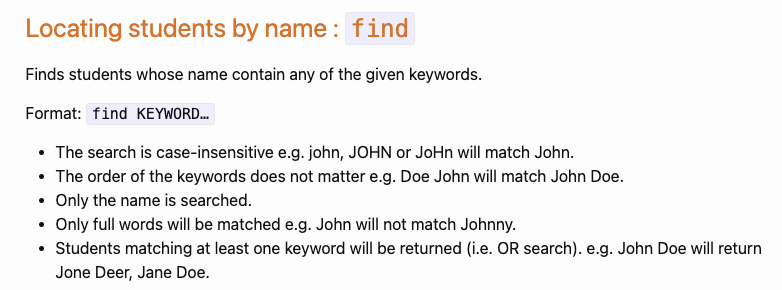 Locating students by name : find
Finds students whose name contain any of the given keywords.
Format: find KEYWORD…
• The search is case-insensitive e.g. john, JOHN or JoHn will match John.
• The order of the keywords does not matter e.g. Doe John will match John Doe.
• Only the name is searched.
• Only full words will be matched e.g. John will not match Johnny.
• Students matching at least one keyword will be returned (i.e. OR search). e.g. John Doe will return
Jone Deer, Jane Doe.